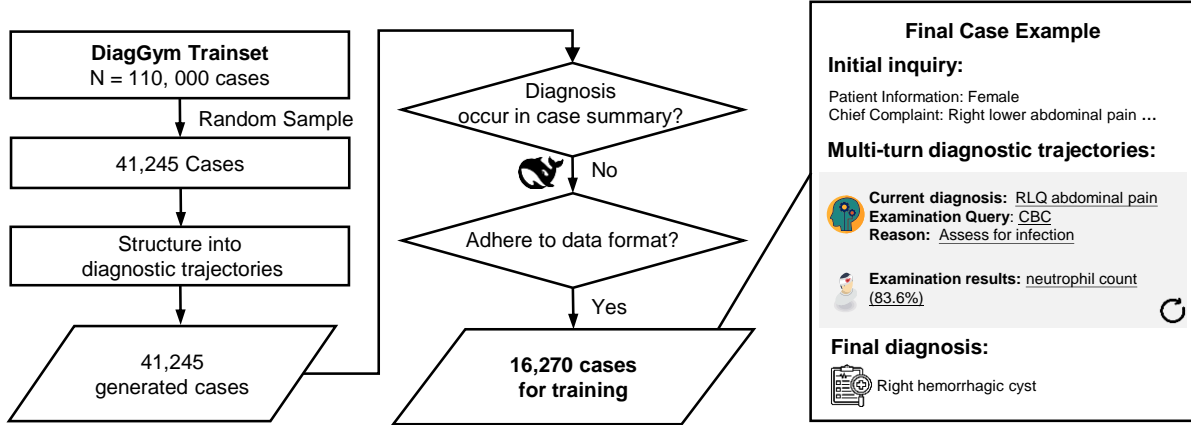 DiagGym Trainset
N = 110, 000 cases
Random Sample
41,245 Cases
Structure into
diagnostic trajectories
41,245
generated cases
Diagnosis
occur in case summary?
No
Adhere to data format?
Yes
16,270 cases
for training
Final Case Example
Initial inquiry:
Patient Information: Female
Chief Complaint: Right lower abdominal pain ...
Multi-turn diagnostic trajectories:
Current diagnosis: RLQ abdominal pain
Examination Query: CBC
Reason: Assess for infection
Examination results: neutrophil count
(83.6%)
Final diagnosis:
Right hemorrhagic cyst